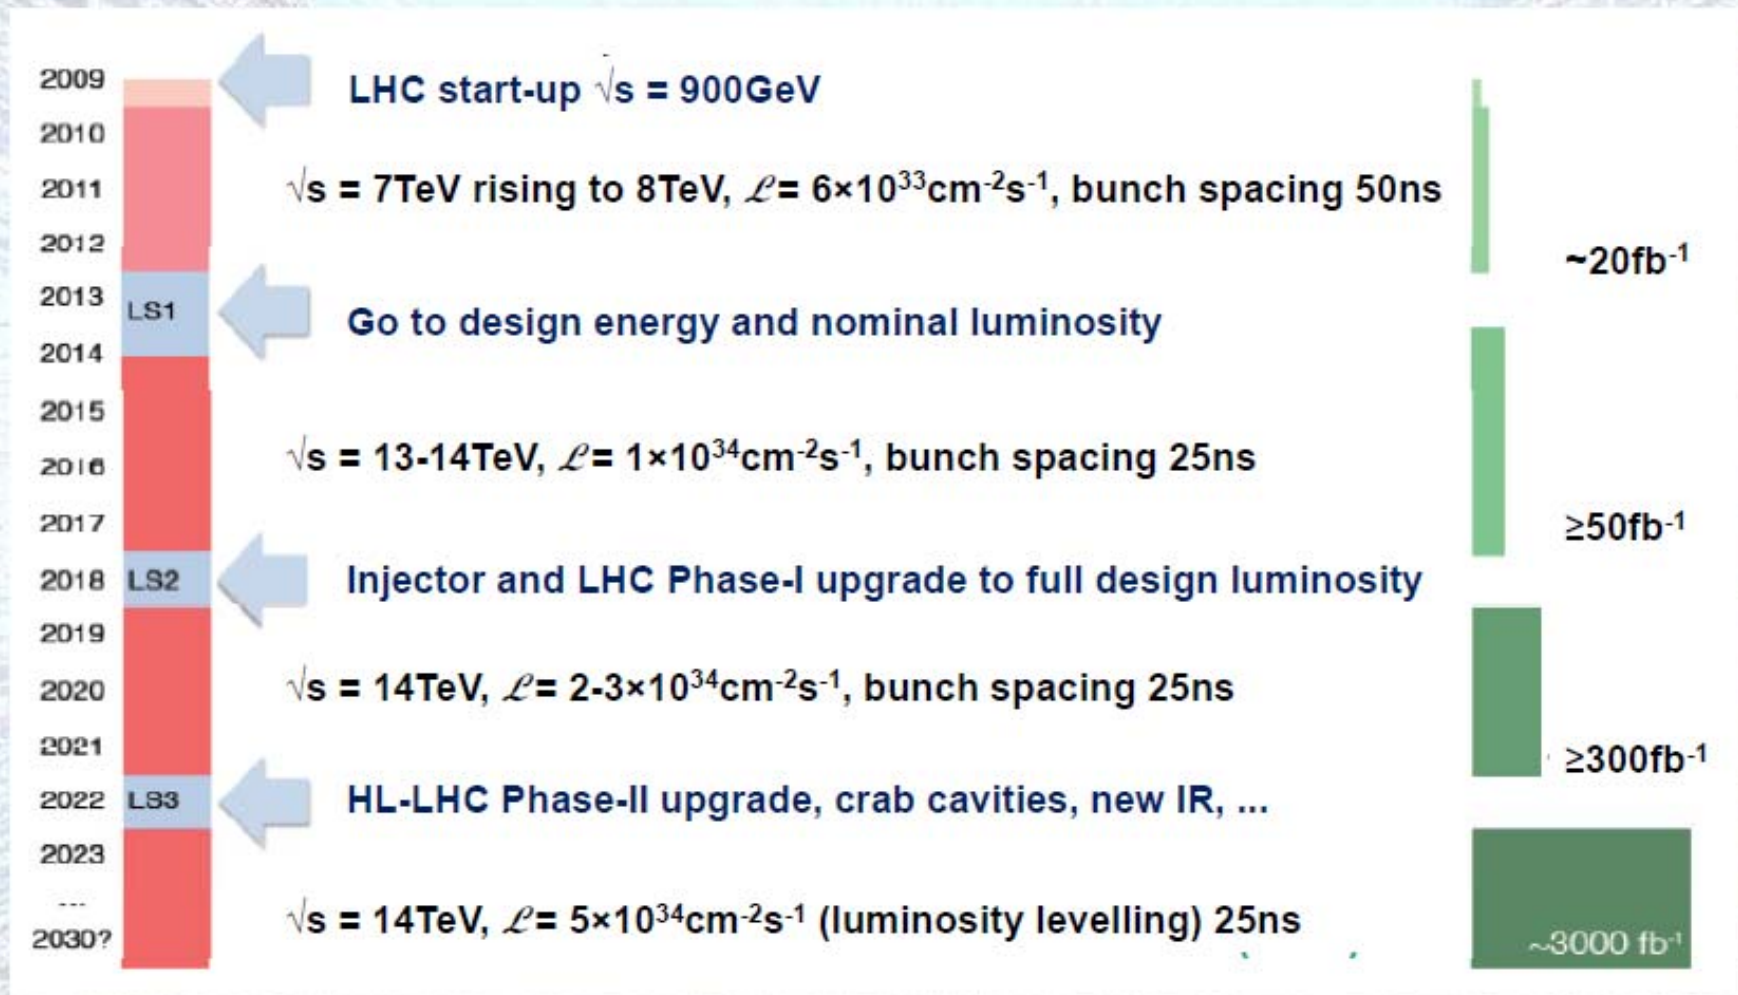 2009
LHC start-up √s = 900GeV
2010
2011
√s = 7TeV rising to 8TeV, ℒ= 6×10³³cm⁻²s⁻¹, bunch spacing 50ns
2012
~20fb⁻¹
2013
LS1
Go to design energy and nominal luminosity
2014
2015
2016
√s = 13-14TeV, ℒ= 1×10³⁴cm⁻²s⁻¹, bunch spacing 25ns
2017
≥50fb⁻¹
2018
LS2
Injector and LHC Phase-I upgrade to full design luminosity
2019
2020
√s = 14TeV, ℒ= 2-3×10³⁴cm⁻²s⁻¹, bunch spacing 25ns
2021
≥300fb⁻¹
2022
LS3
HL-LHC Phase-II upgrade, crab cavities, new IR, ...
2023
---
√s = 14TeV, ℒ= 5×10³⁴cm⁻²s⁻¹ (luminosity levelling) 25ns
2030?
~3000 fb⁻¹